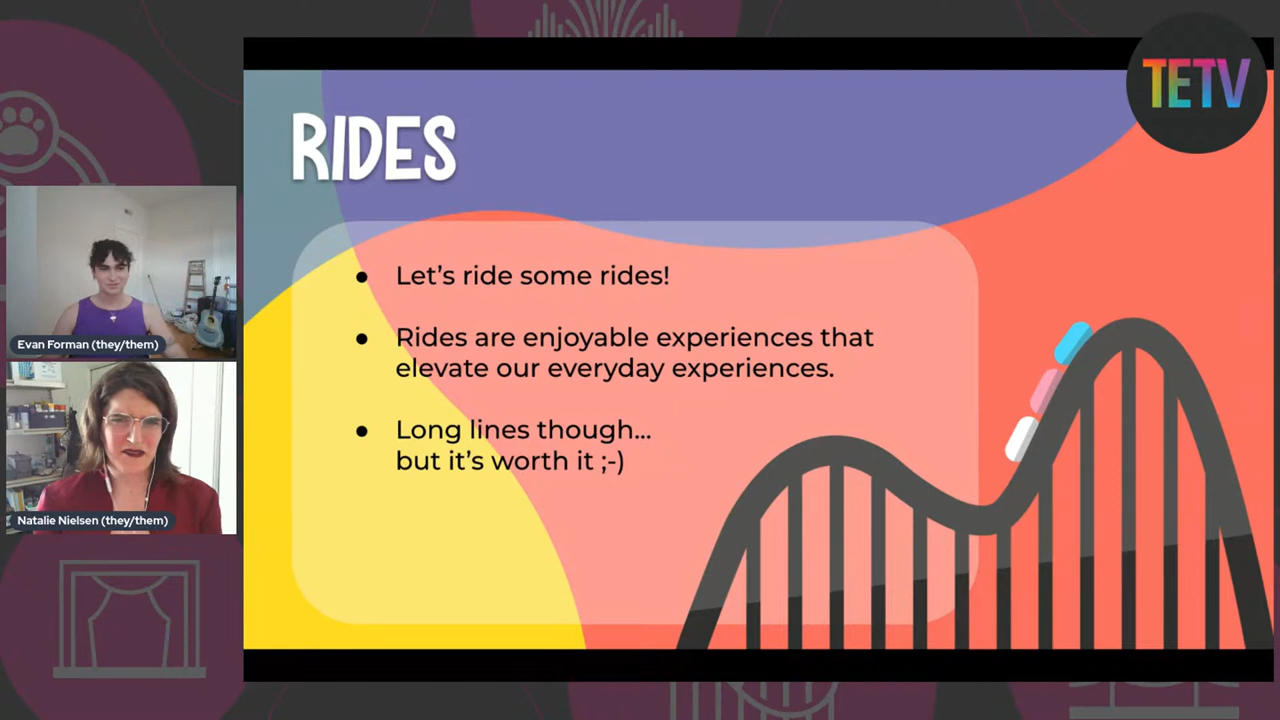 TETV
RIDES
● Let’s ride some rides!
● Rides are enjoyable experiences that
elevate our everyday experiences.
● Long lines though...
but it’s worth it ;-)
Evan Forman (they/them)
Natalie Nielsen (they/them)